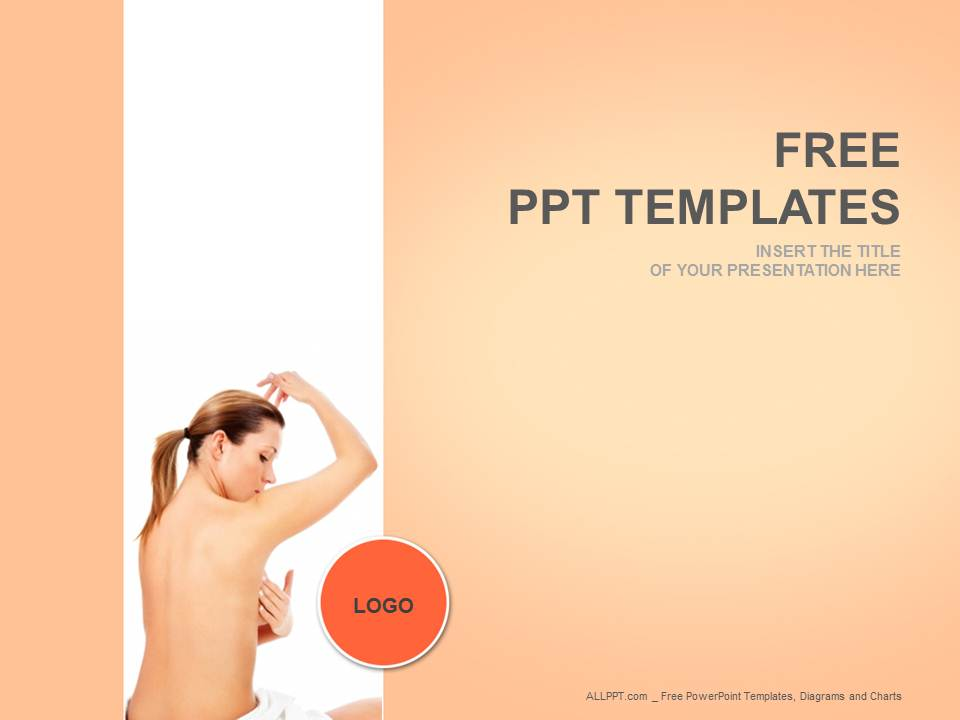 FREE
PPT TEMPLATES
INSERT THE TITLE
OF YOUR PRESENTATION HERE
LOGO
ALLPPT.com _ Free PowerPoint Templates, Diagrams and Charts